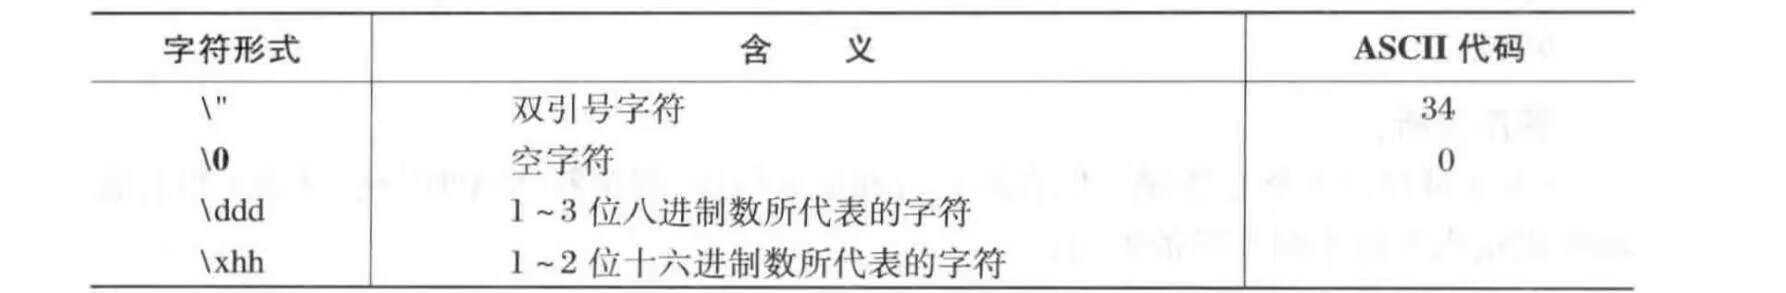 字符形式 含 义 ASCII 代码
\" 双引号字符 34
\0 空字符 0
\ddd 1~3 位八进制数所代表的字符
\xhh 1~2 位十六进制数所代表的字符